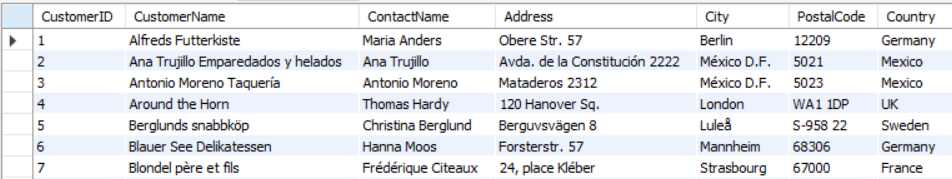 CustomerID CustomerName ContactName Address City PostalCode Country
1 Alfreds Futterkiste Maria Anders Obere Str. 57 Berlin 12209 Germany
2 Ana Trujillo Emparedados y helados Ana Trujillo Avda. de la Constitución 2222 México D.F. 5021 Mexico
3 Antonio Moreno Taquería Antonio Moreno Mataderos 2312 México D.F. 5023 Mexico
4 Around the Horn Thomas Hardy 120 Hanover Sq. London WA1 1DP UK
5 Berglunds snabbköp Christina Berglund Berguvsvägen 8 Luleå S-958 22 Sweden
6 Blauer See Delikatessen Hanna Moos Forsterstr. 57 Mannheim 68306 Germany
7 Blondel père et fils Frédérique Citeaux 24, place Kléber Strasbourg 67000 France